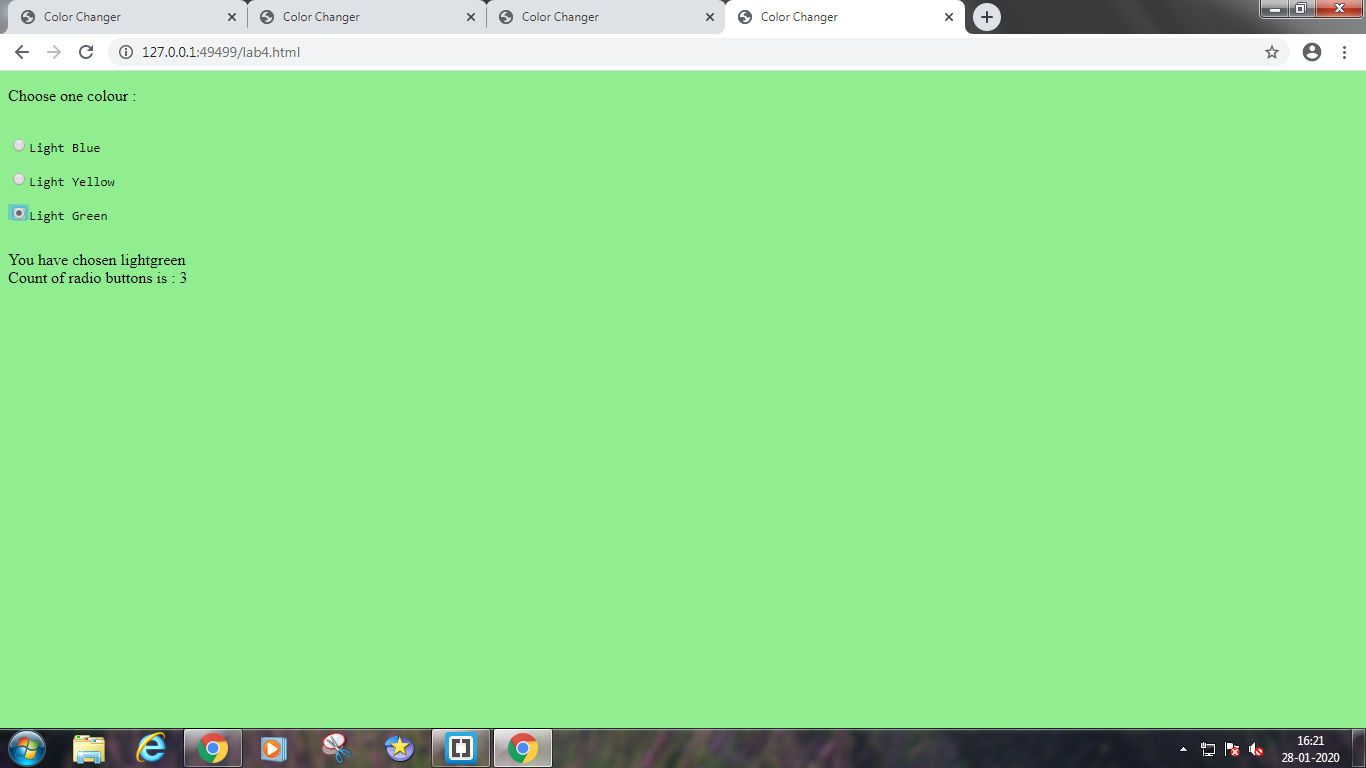 Color Changer
Color Changer
Color Changer
Color Changer
127.0.0.1:49499/lab4.html
Choose one colour :
Light Blue
Light Yellow
Light Green
You have chosen lightgreen
Count of radio buttons is : 3
16:21
28-01-2020